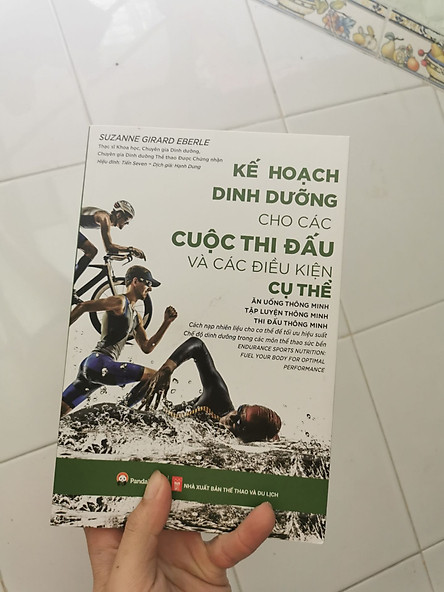 SUZANNE GIRARD EBERLE
Thạc sĩ Khoa học, Chuyên gia Dinh dưỡng,
Chuyên gia Dinh dưỡng Thể thao Được Chứng nhận
Hiệu đính: Tiến Seven - Dịch giả: Hạnh Dung
KẾ HOẠCH
DINH DƯỠNG
CHO CÁC
CUỘC THI ĐẤU
VÀ CÁC ĐIỀU KIỆN
CỤ THỂ
ĂN UỐNG THÔNG MINH
TẬP LUYỆN THÔNG MINH
THI ĐẤU THÔNG MINH
Cách nạp nhiên liệu cho cơ thể để tối ưu hiệu suất
Chế độ dinh dưỡng trong các môn thể thao sức bền
ENDURANCE SPORTS NUTRITION:
FUEL YOUR BODY FOR OPTIMAL
PERFORMANCE
Panda
NHÀ XUẤT BẢN THỂ THAO VÀ DU LỊCH